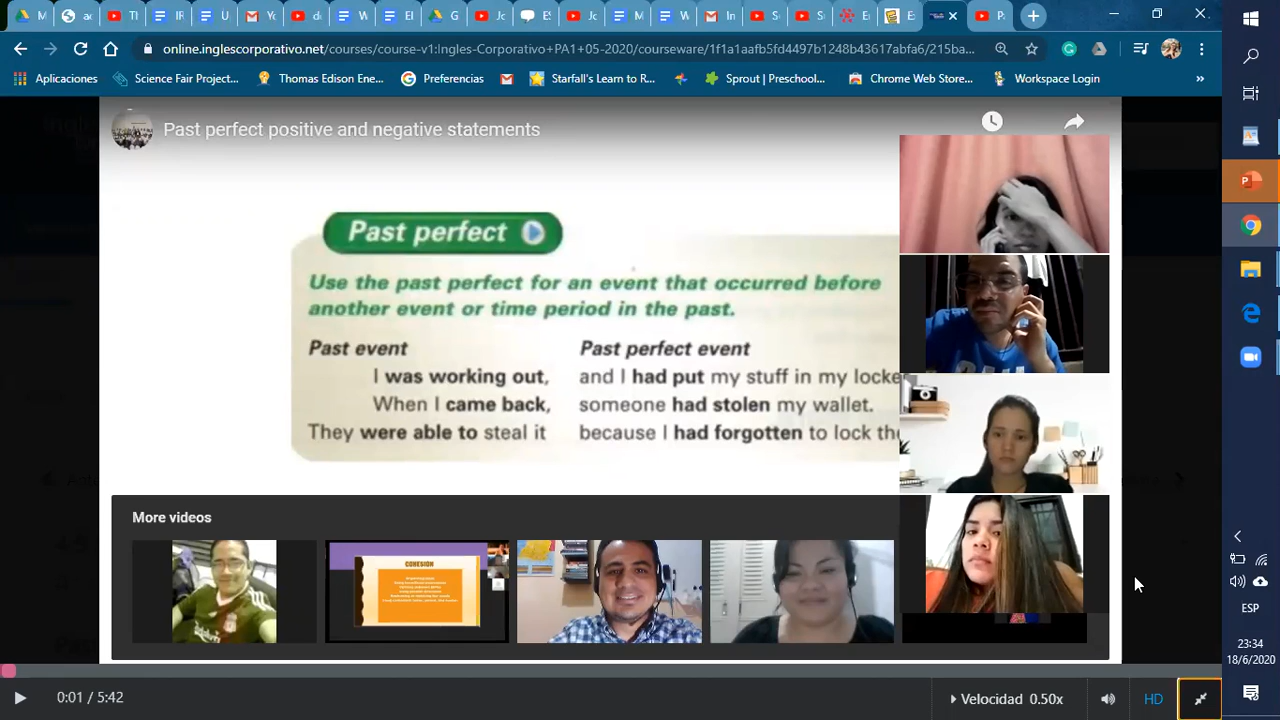 online.inglescorporativo.net/courses/course-v1:Ingles-Corporativo+PA1+05-2020/courseware/1f1a1aafb5fd4497b1248b43617abfa6/215ba...
Aplicaciones
Science Fair Project...
Thomas Edison Ene...
Preferencias
Starfall's Learn to R...
Sprout | Preschool...
Chrome Web Store...
Workspace Login
»
Past perfect positive and negative statements
Past perfect
Use the past perfect for an event that occurred before
another event or time period in the past.
Past event Past perfect event
I was working out, and I had put my stuff in my locke
When I came back, someone had stolen my wallet.
They were able to steal it because I had forgotten to lock the
More videos
COHESION
ESP
23:34
18/6/2020
0:01 / 5:42
Velocidad 0.50x
HD